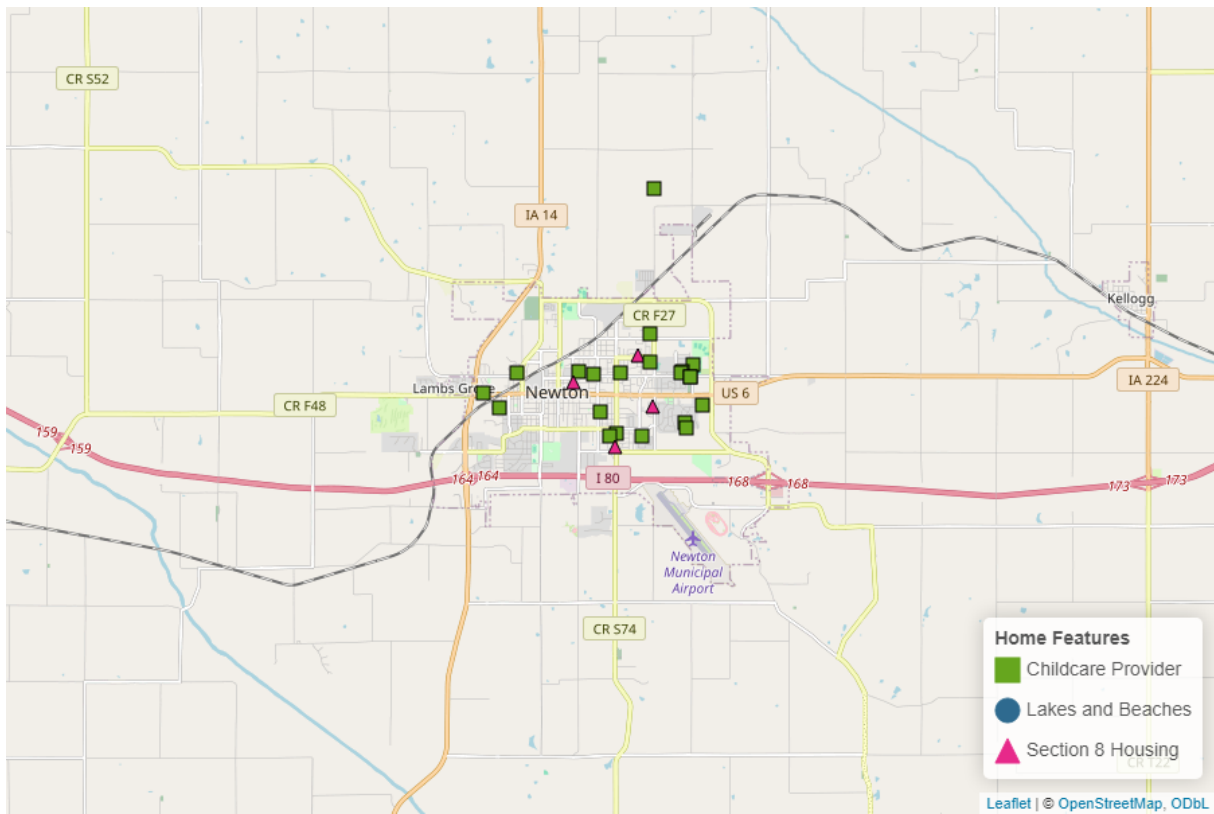 CR S52
IA 14
Kellogg
CR F27
IA 224
Lambs Grove
Newton
US 6
CR F48
159
159
164
164
I 80
168
168
173
173
Newton
Municipal
Airport
CR S74
Home Features
Childcare Provider
Lakes and Beaches
Section 8 Housing
CR T22
Leaflet | © OpenStreetMap, ODbL